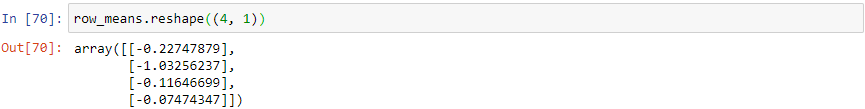 In [70]: row_means.reshape((4, 1))
Out[70]: array([[-0.22747879],
[-1.03256237],
[-0.11646699],
[-0.07474347]])